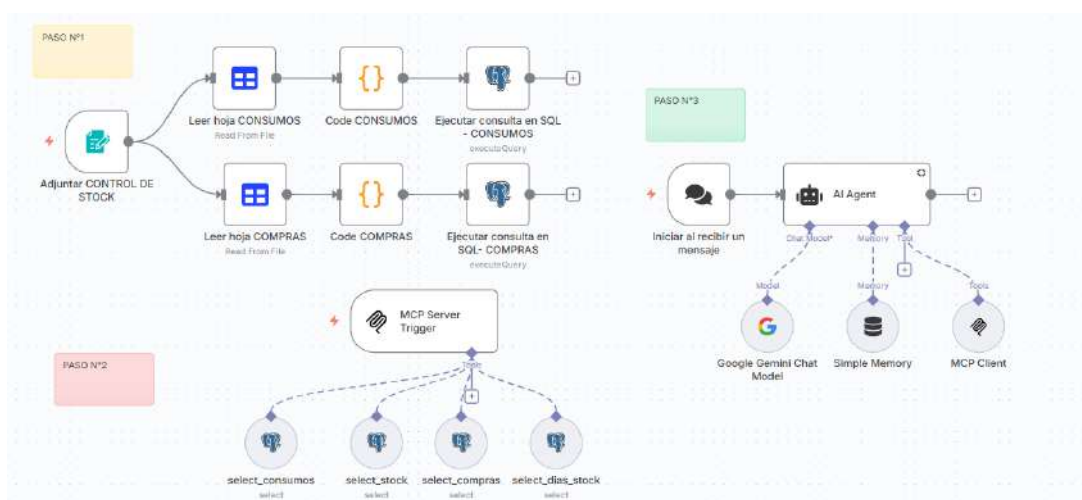 PASO Nº1
Adjuntar CONTROL DE
STOCK
Leer hoja CONSUMOS
Read From File
Code CONSUMOS
Ejecutar consulta en SQL
- CONSUMOS
executeQuery
Leer hoja COMPRAS
Read From File
Code COMPRAS
Ejecutar consulta en
SQL- COMPRAS
executeQuery
PASO N°2
MCP Server
Trigger
Tools
select_consumos
select
select_stock
select
select_compras
select
select_dias_stock
select
PASO N°3
Iniciar al recibir un
mensaje
AI Agent
Chat Model*
Memory
Tool
Model
Memory
Tools
Google Gemini Chat
Model
Simple Memory
MCP Client